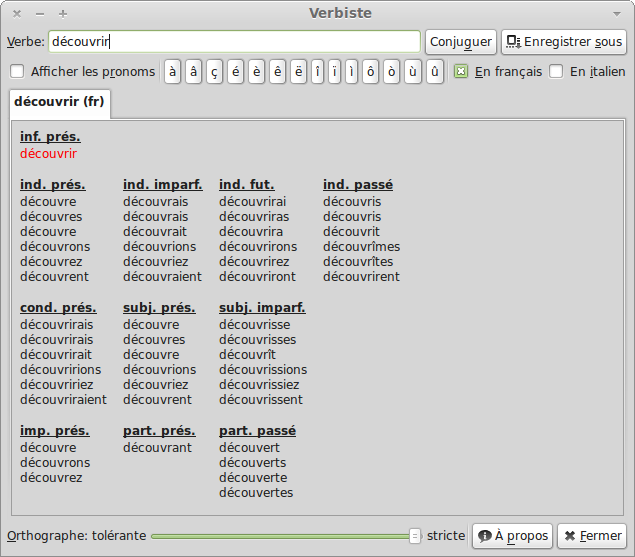 Verbiste
Verbe: découvrir Conjuguer Enregistrer sous
Afficher les pronoms à â ç é è ê ë î ï ì ô ò ù û En français En italien
découvrir (fr)
inf. prés.
découvrir
ind. prés. ind. imparf. ind. fut. ind. passé
découvre découvrais découvrirai découvris
découvres découvrais découvriras découvris
découvre découvrait découvrira découvrit
découvrons découvrions découvrirons découvrîmes
découvrez découvriez découvrirez découvrîtes
découvrent découvraient découvriront découvrirent
cond. prés. subj. prés. subj. imparf.
découvrirais découvre découvrisse
découvrirais découvres découvrisses
découvrirait découvre découvrît
découvririons découvrions découvrissions
découvririez découvriez découvrissiez
découvriraient découvrent découvrissent
imp. prés. part. prés. part. passé
découvre découvrant découvert
découvrons découverts
découvrez découverte
découvertes
Orthographe: tolérante stricte À propos Fermer